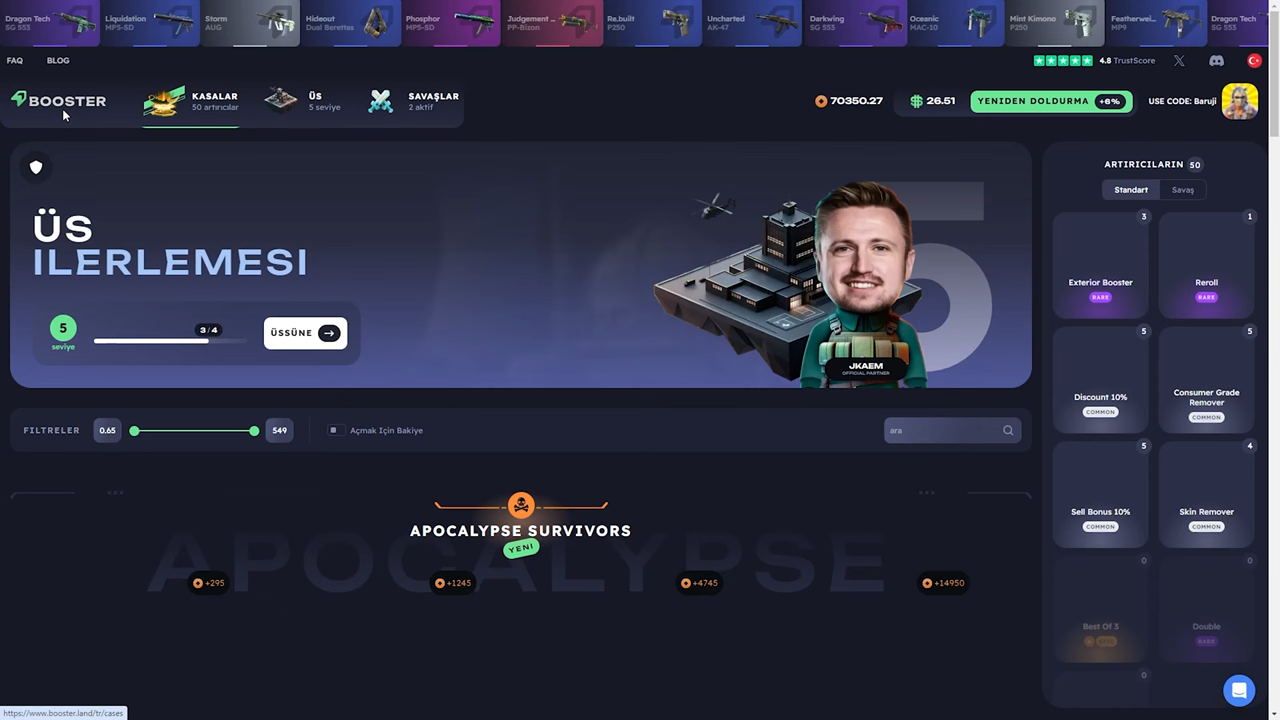 Dragon Tech
SG 553
Liquidation
MP5-SD
Storm
AUG
Hideout
Dual Berettas
Phosphor
MP5-SD
Judgement ...
PP-Bizon
Re.built
P250
Uncharted
AK-47
Darkwing
SG 553
Oceanic
MAC-10
Mint Kimono
P250
Featherwei...
MP9
Dragon Tech
SG 553
FAQ
BLOG
4.8 TrustScore
BOOSTER
KASALAR
50 artırıcılar
ÜS
5 seviye
SAVAŞLAR
2 aktif
70350.27
26.51
YENİDEN DOLDURMA +6%
USE CODE: Baruji
ÜS
ILERLEMESI
5
seviye
3/4
ÜSSÜNE
5
JKAEM
OFFICIAL PARTNER
ARTIRICILARIN 50
Standart
Savaş
3
Exterior Booster
RARE
1
Reroll
RARE
5
Discount 10%
COMMON
5
Consumer Grade
Remover
COMMON
5
Sell Bonus 10%
COMMON
4
Skin Remover
COMMON
0
Best Of 3
0
Double
RARE
0
FILTRELER
0.65
549
Açmak Için Bakiye
ara
APOCALYPSE
APOCALYPSE SURVIVORS
YENİ
+295
+1245
+4745
+14950
https://www.booster.land/tr/cases